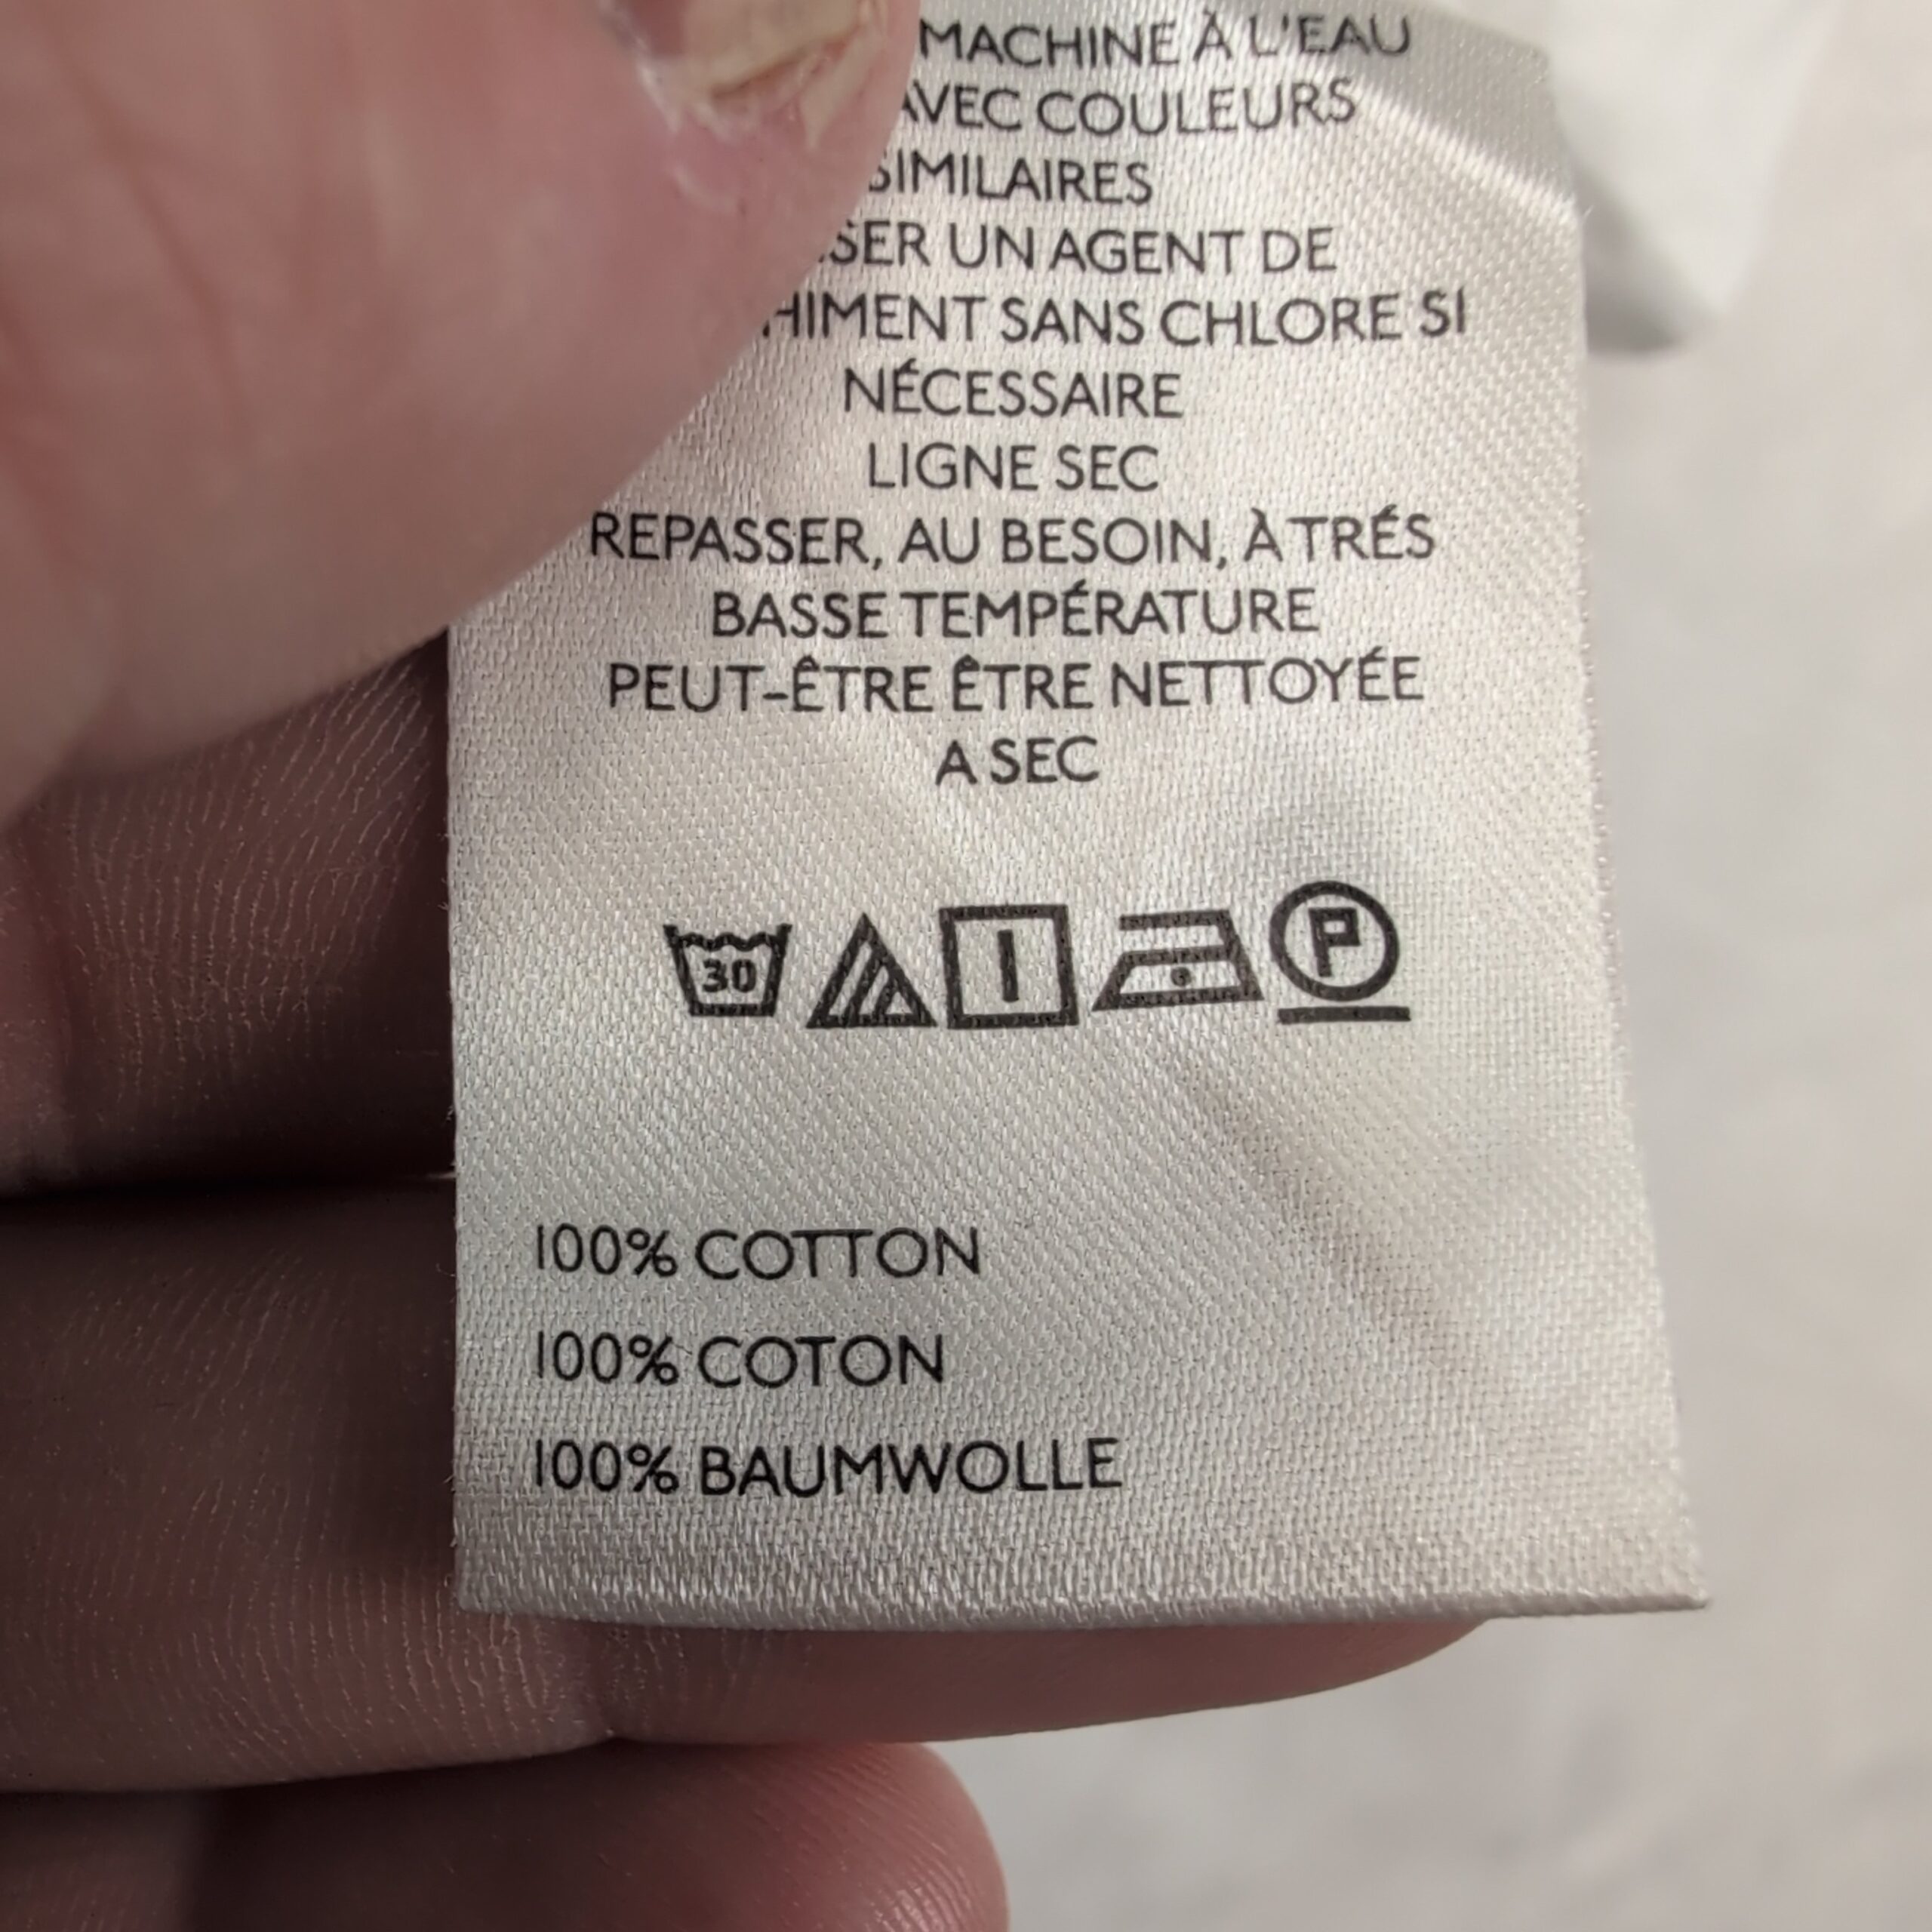 MACHINE À L'EAU
AVEC COULEURS
SIMILAIRES
UN AGENT DE
SANS CHLORE SI
NÉCESSAIRE
LIGNE SEC
REPASSER, AU BESOIN, À TRÉS
BASSE TEMPÉRATURE
PEUT-ÊTRE ÊTRE NETTOYÉE
A SEC
30 P
100% COTTON
100% COTON
100% BAUMWOLLE